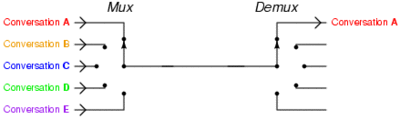 Mux Demux
Conversation A Conversation A
Conversation B
Conversation C
Conversation D
Conversation E